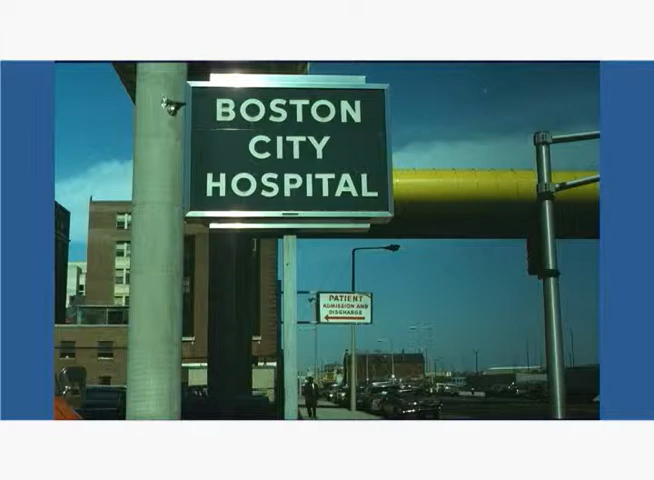 BOSTON
CITY
HOSPITAL
PATIENT
ADMISSION AND
DISCHARGE